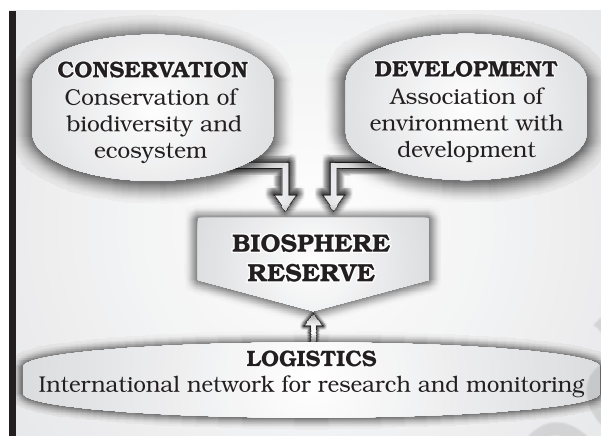 CONSERVATION
Conservation of
biodiversity and
ecosystem
DEVELOPMENT
Association of
environment with
development
BIOSPHERE
RESERVE
LOGISTICS
International network for research and monitoring